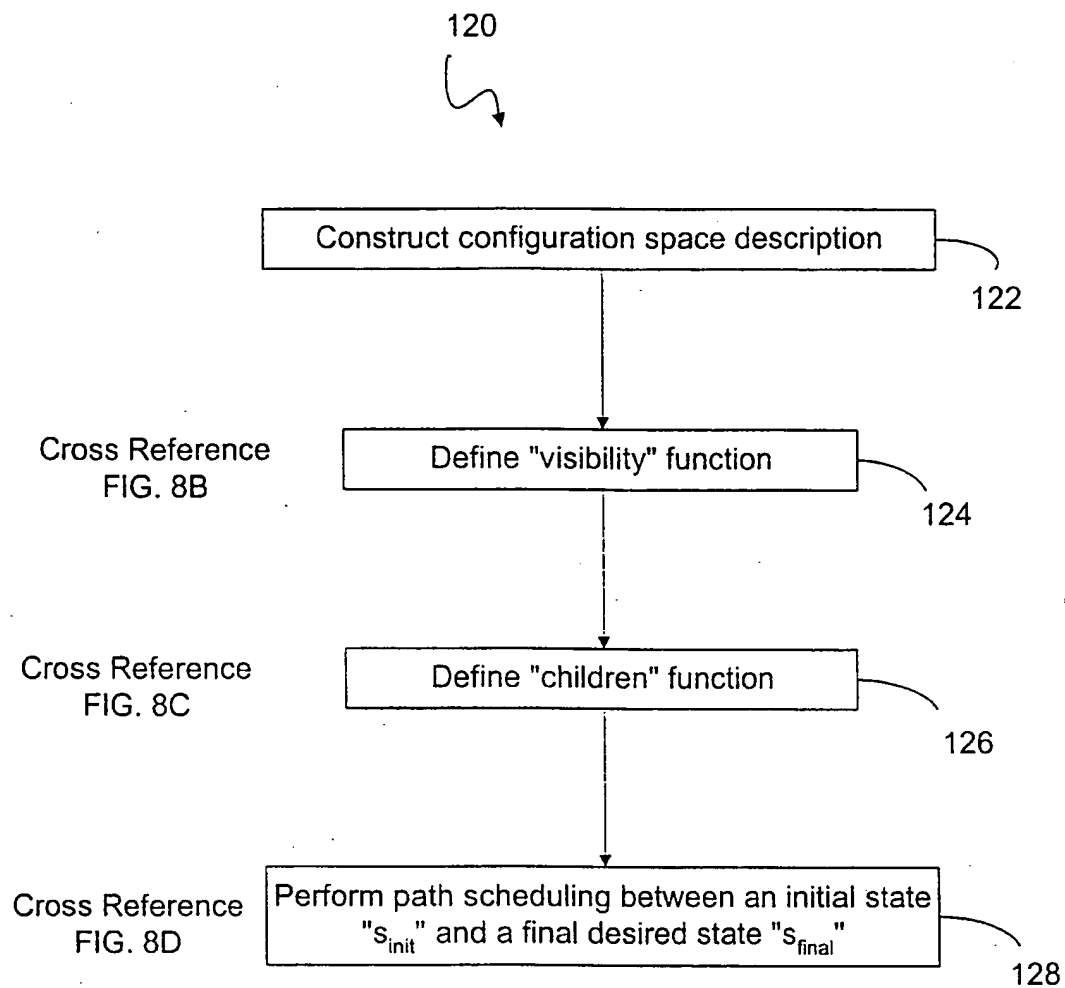 120
Construct configuration space description
122
Cross Reference
FIG. 8B
Define "visibility" function
124
Cross Reference
FIG. 8C
Define "children" function
126
Cross Reference
FIG. 8D
Perform path scheduling between an initial state
"s_init" and a final desired state "s_final"
128